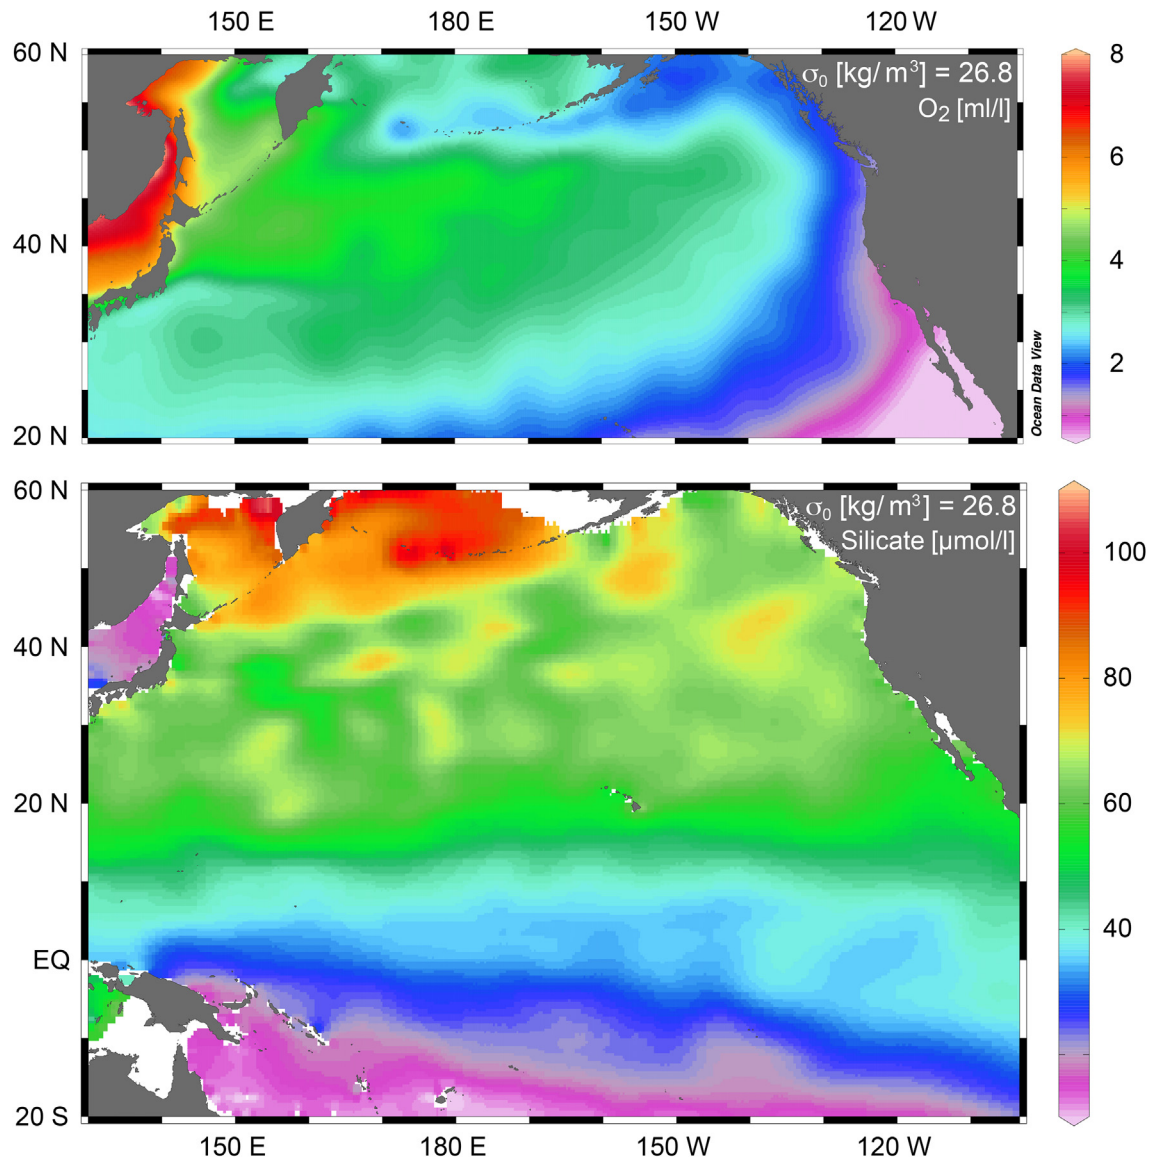 150 E 180 E 150 W 120 W
60 N
40 N
20 N
σ₀ [kg/ m³] = 26.8
O₂ [ml/l]
8
6
4
2
Ocean Data View
60 N
40 N
20 N
EQ
20 S
σ₀ [kg/ m³] = 26.8
Silicate [µmol/l]
100
80
60
40
150 E 180 E 150 W 120 W